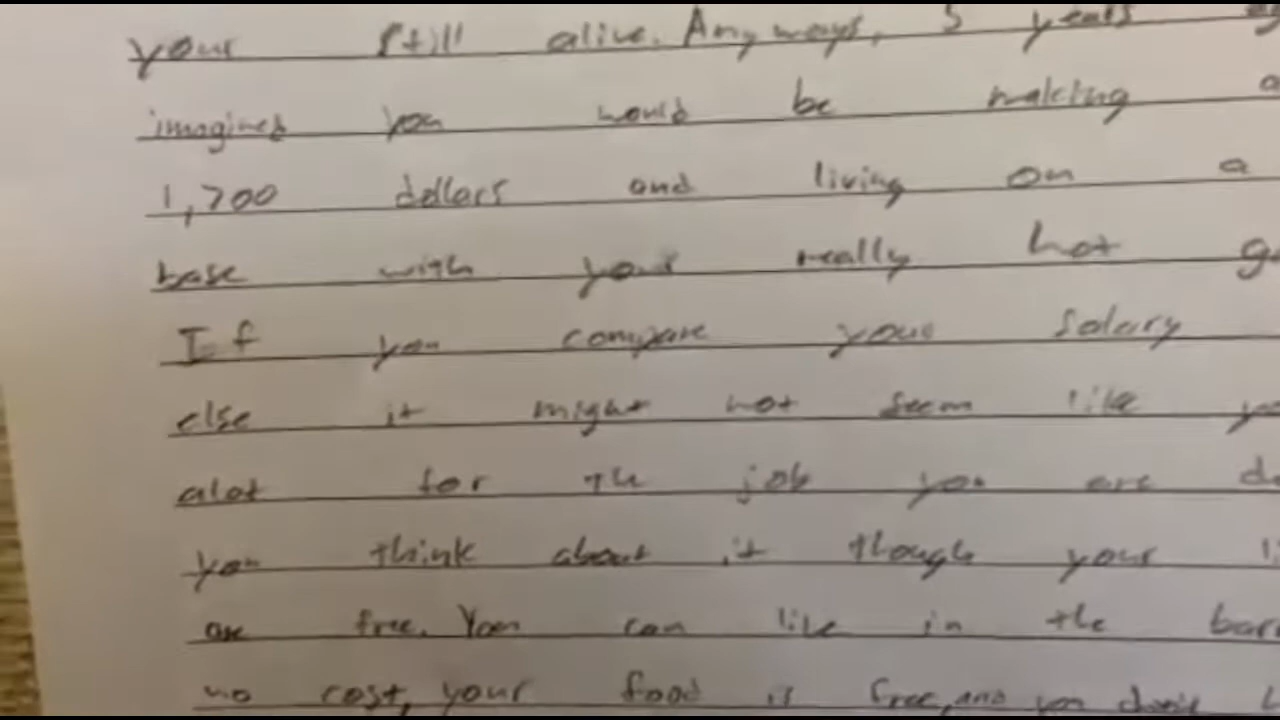 your still alive. Anyways, 5 years
imagined you would be making a
1,700 dollars and living on a
base with your really hot
If you compare your salary
else it might not seem like
alot for the job you are
you think about it though your
are free. You can live in the
no cost, your food is free, and you don't